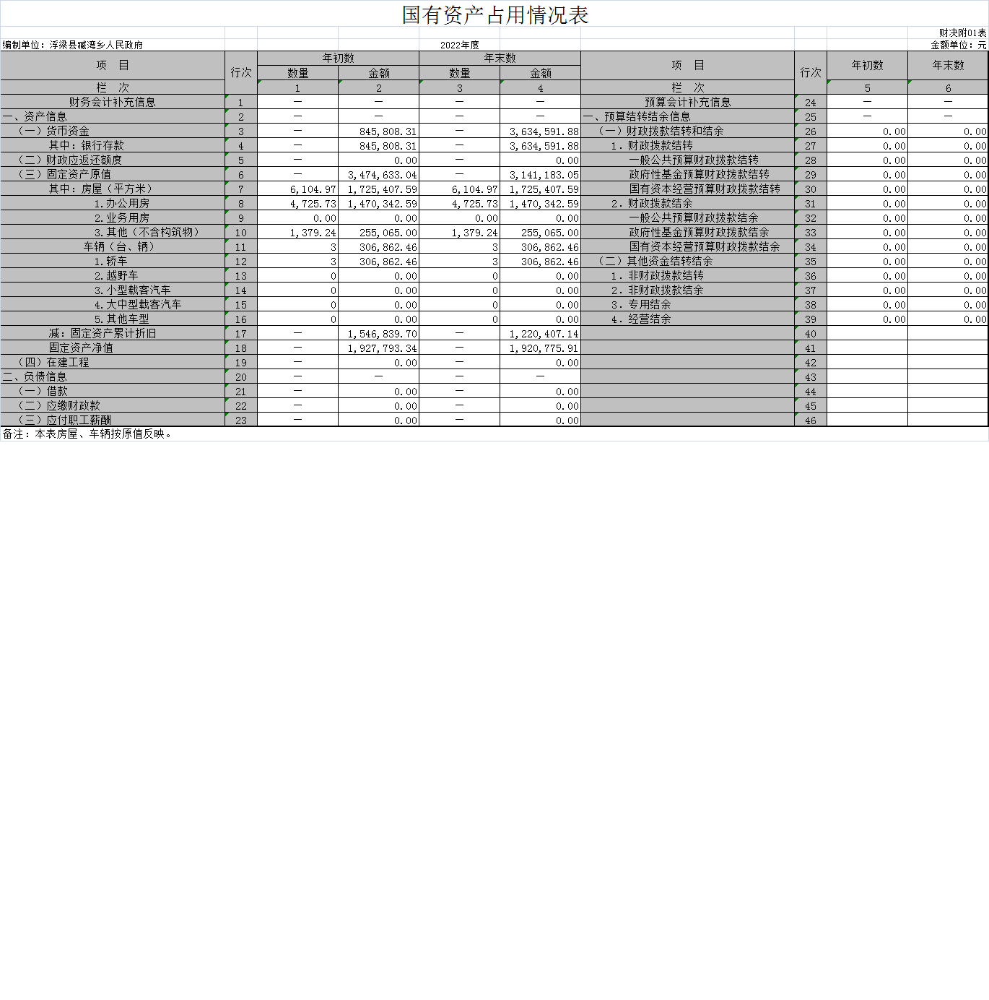 国有资产占用情况表
财决附01表
编制单位：浮梁县臧湾乡人民政府 2022年度 金额单位：元
项 目 行次 年初数 年末数 项 目 行次 年初数 年末数
数量 金额 数量 金额
栏 次 1 2 3 4 栏 次 5 6
财务会计补充信息 1 — — — — 预算会计补充信息 24 — —
一、资产信息 2 — — — — 一、预算结转结余信息 25 — —
（一）货币资金 3 — 845,808.31 — 3,634,591.88 （一）财政拨款结转和结余 26 0.00 0.00
其中：银行存款 4 — 845,808.31 — 3,634,591.88 1．财政拨款结转 27 0.00 0.00
（二）财政应返还额度 5 — 0.00 — 0.00 一般公共预算财政拨款结转 28 0.00 0.00
（三）固定资产原值 6 — 3,474,633.04 — 3,141,183.05 政府性基金预算财政拨款结转 29 0.00 0.00
其中：房屋（平方米） 7 6,104.97 1,725,407.59 6,104.97 1,725,407.59 国有资本经营预算财政拨款结转 30 0.00 0.00
1.办公用房 8 4,725.73 1,470,342.59 4,725.73 1,470,342.59 2．财政拨款结余 31 0.00 0.00
2.业务用房 9 0.00 0.00 0.00 0.00 一般公共预算财政拨款结余 32 0.00 0.00
3.其他（不含构筑物） 10 1,379.24 255,065.00 1,379.24 255,065.00 政府性基金预算财政拨款结余 33 0.00 0.00
车辆（台、辆） 11 3 306,862.46 3 306,862.46 国有资本经营预算财政拨款结余 34 0.00 0.00
1.轿车 12 3 306,862.46 3 306,862.46 （二）其他资金结转结余 35 0.00 0.00
2.越野车 13 0 0.00 0 0.00 1．非财政拨款结转 36 0.00 0.00
3.小型载客汽车 14 0 0.00 0 0.00 2．非财政拨款结余 37 0.00 0.00
4.大中型载客汽车 15 0 0.00 0 0.00 3．专用结余 38 0.00 0.00
5.其他车型 16 0 0.00 0 0.00 4．经营结余 39 0.00 0.00
减：固定资产累计折旧 17 — 1,546,839.70 — 1,220,407.14 40
固定资产净值 18 — 1,927,793.34 — 1,920,775.91 41
（四）在建工程 19 — 0.00 — 0.00 42
二、负债信息 20 — — — — 43
（一）借款 21 — 0.00 — 0.00 44
（二）应缴财政款 22 — 0.00 — 0.00 45
（三）应付职工薪酬 23 — 0.00 — 0.00 46
备注：本表房屋、车辆按原值反映。